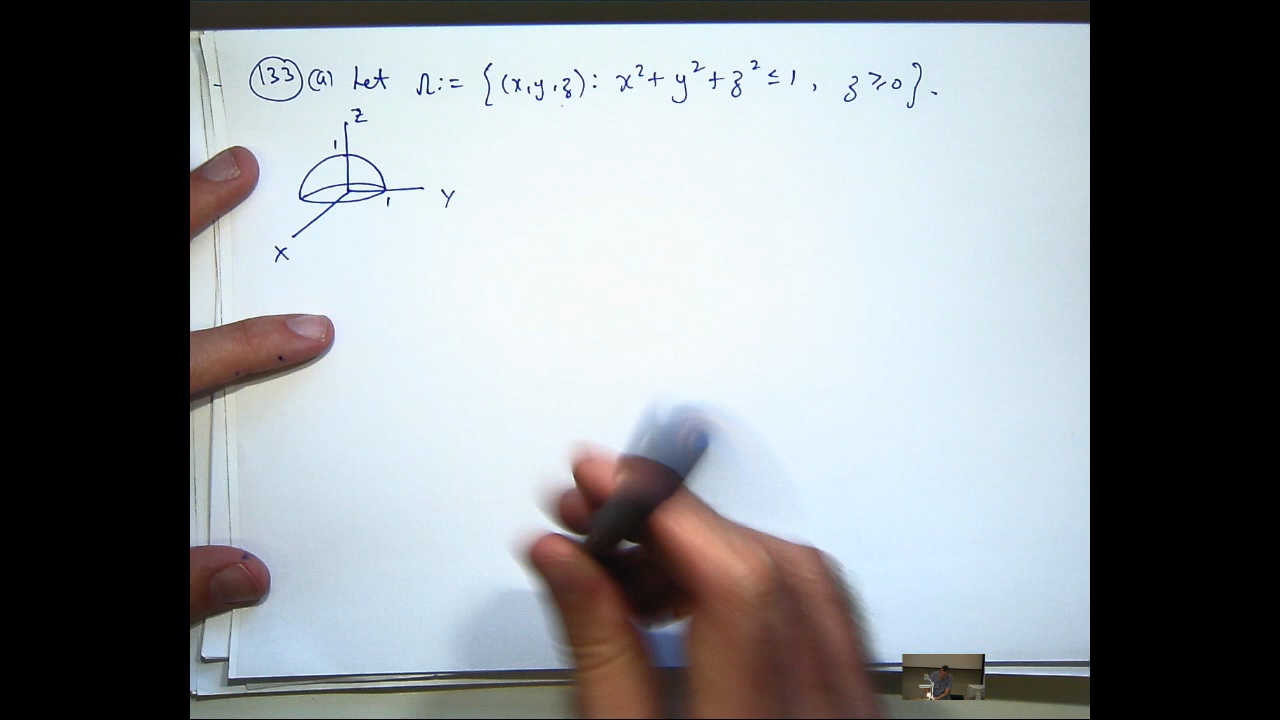 (133) (a) Let Ω := {(x,y,z): x²+y²+z² ≤ 1, z ≥ 0}.
z
1
1
y
x